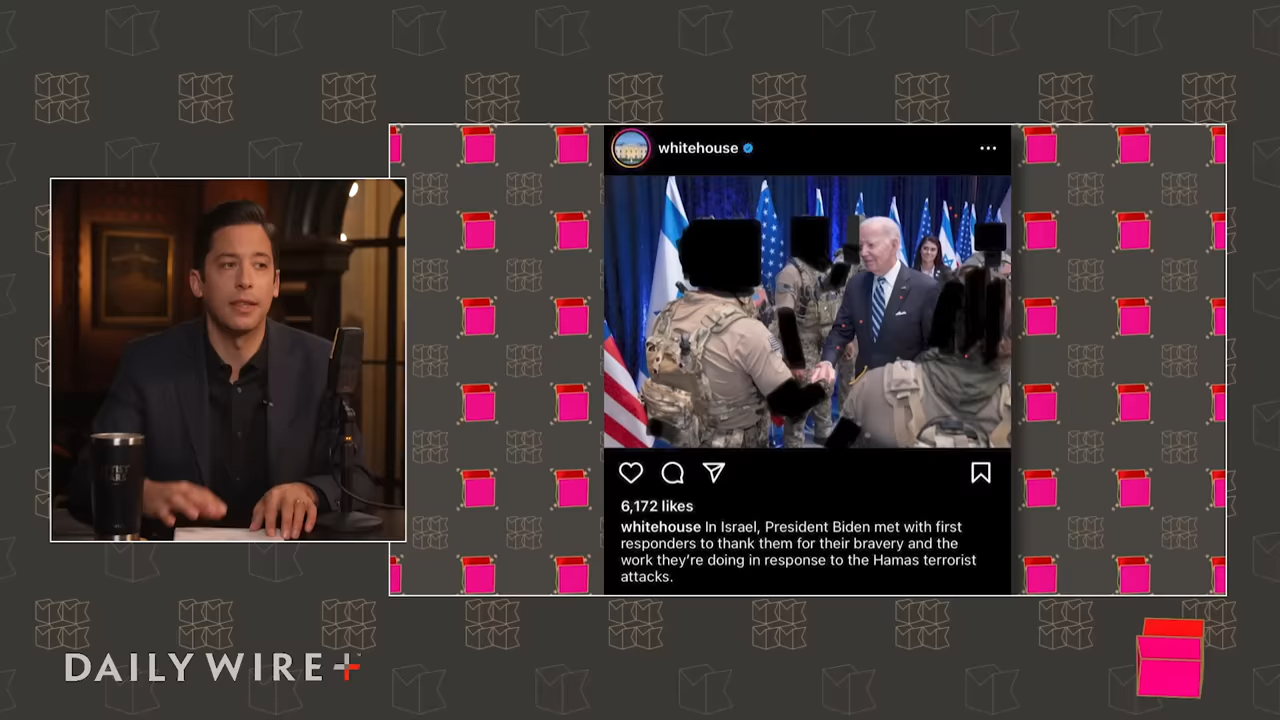 whitehouse
6,172 likes
whitehouse In Israel, President Biden met with first
responders to thank them for their bravery and the
work they're doing in response to the Hamas terrorist
attacks.
DAILY WIRE+